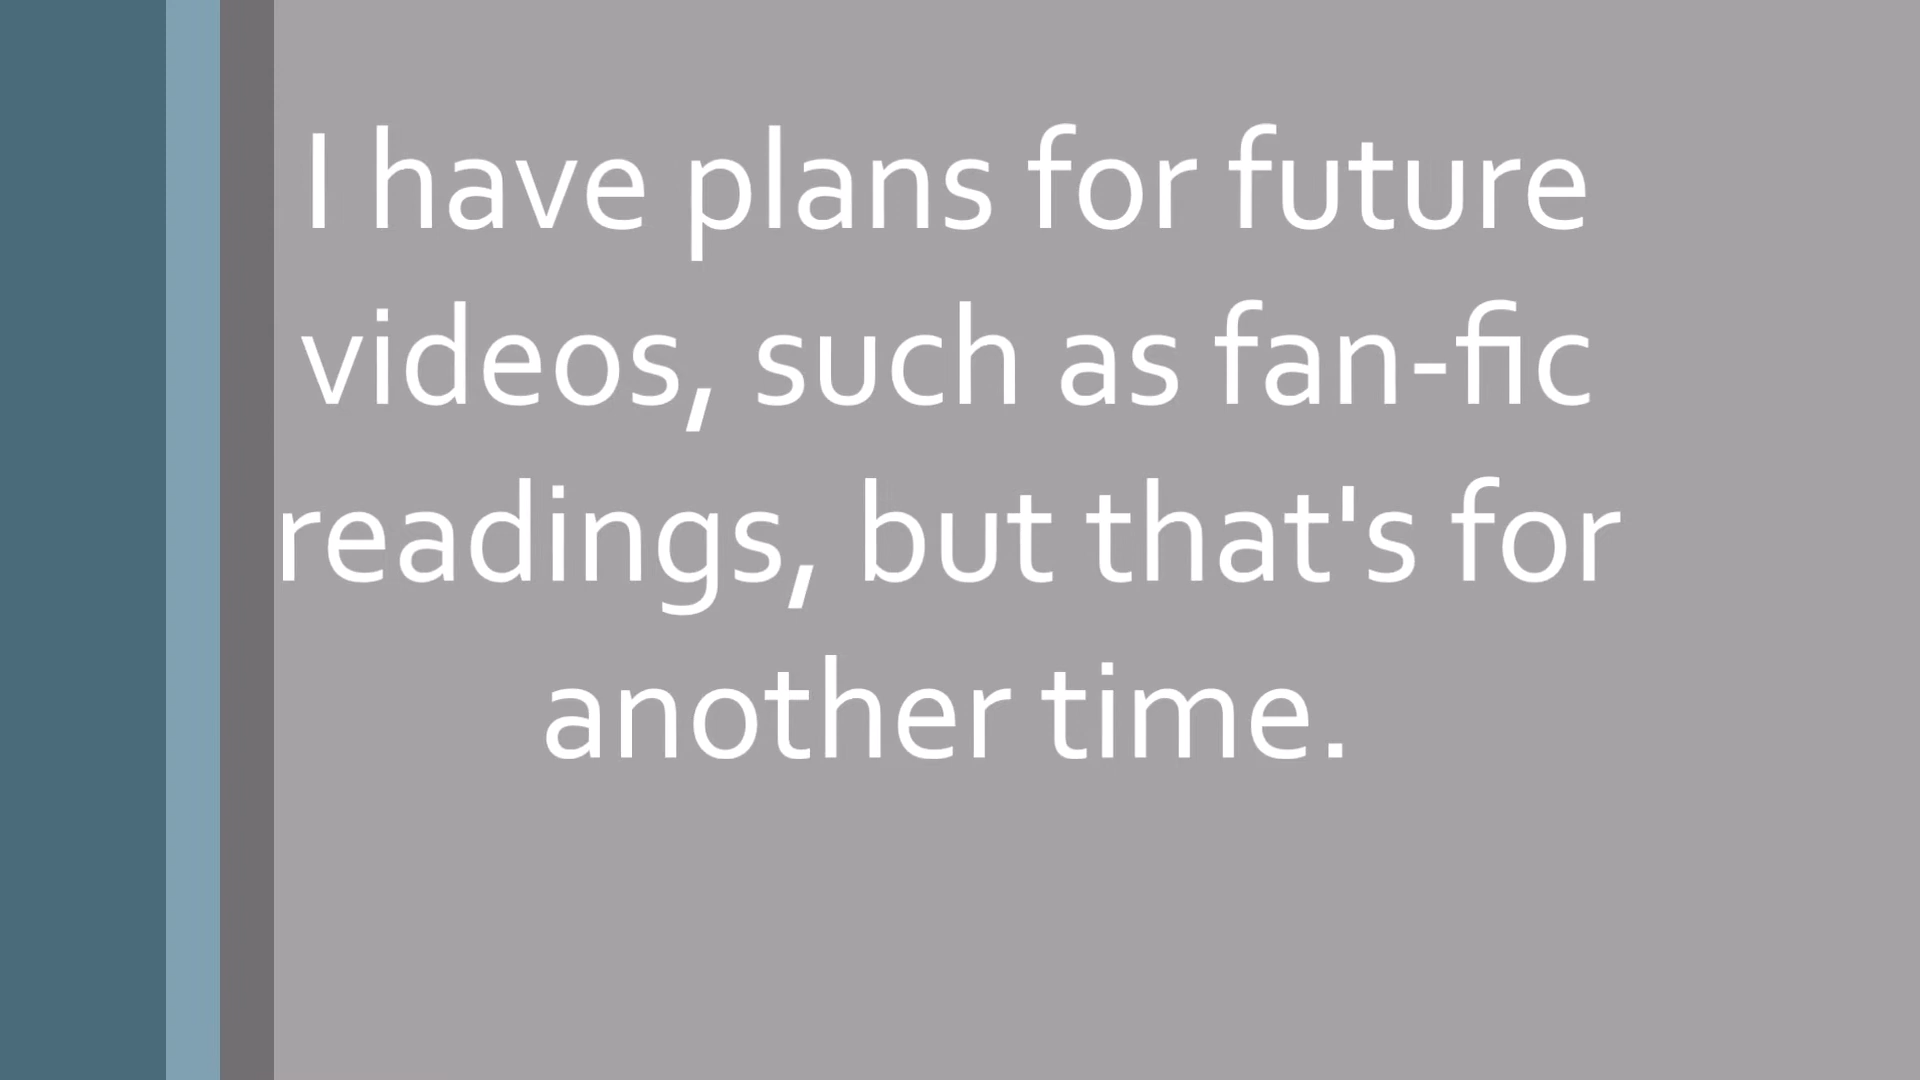 I have plans for future
videos, such as fan-fic
readings, but that's for
another time.